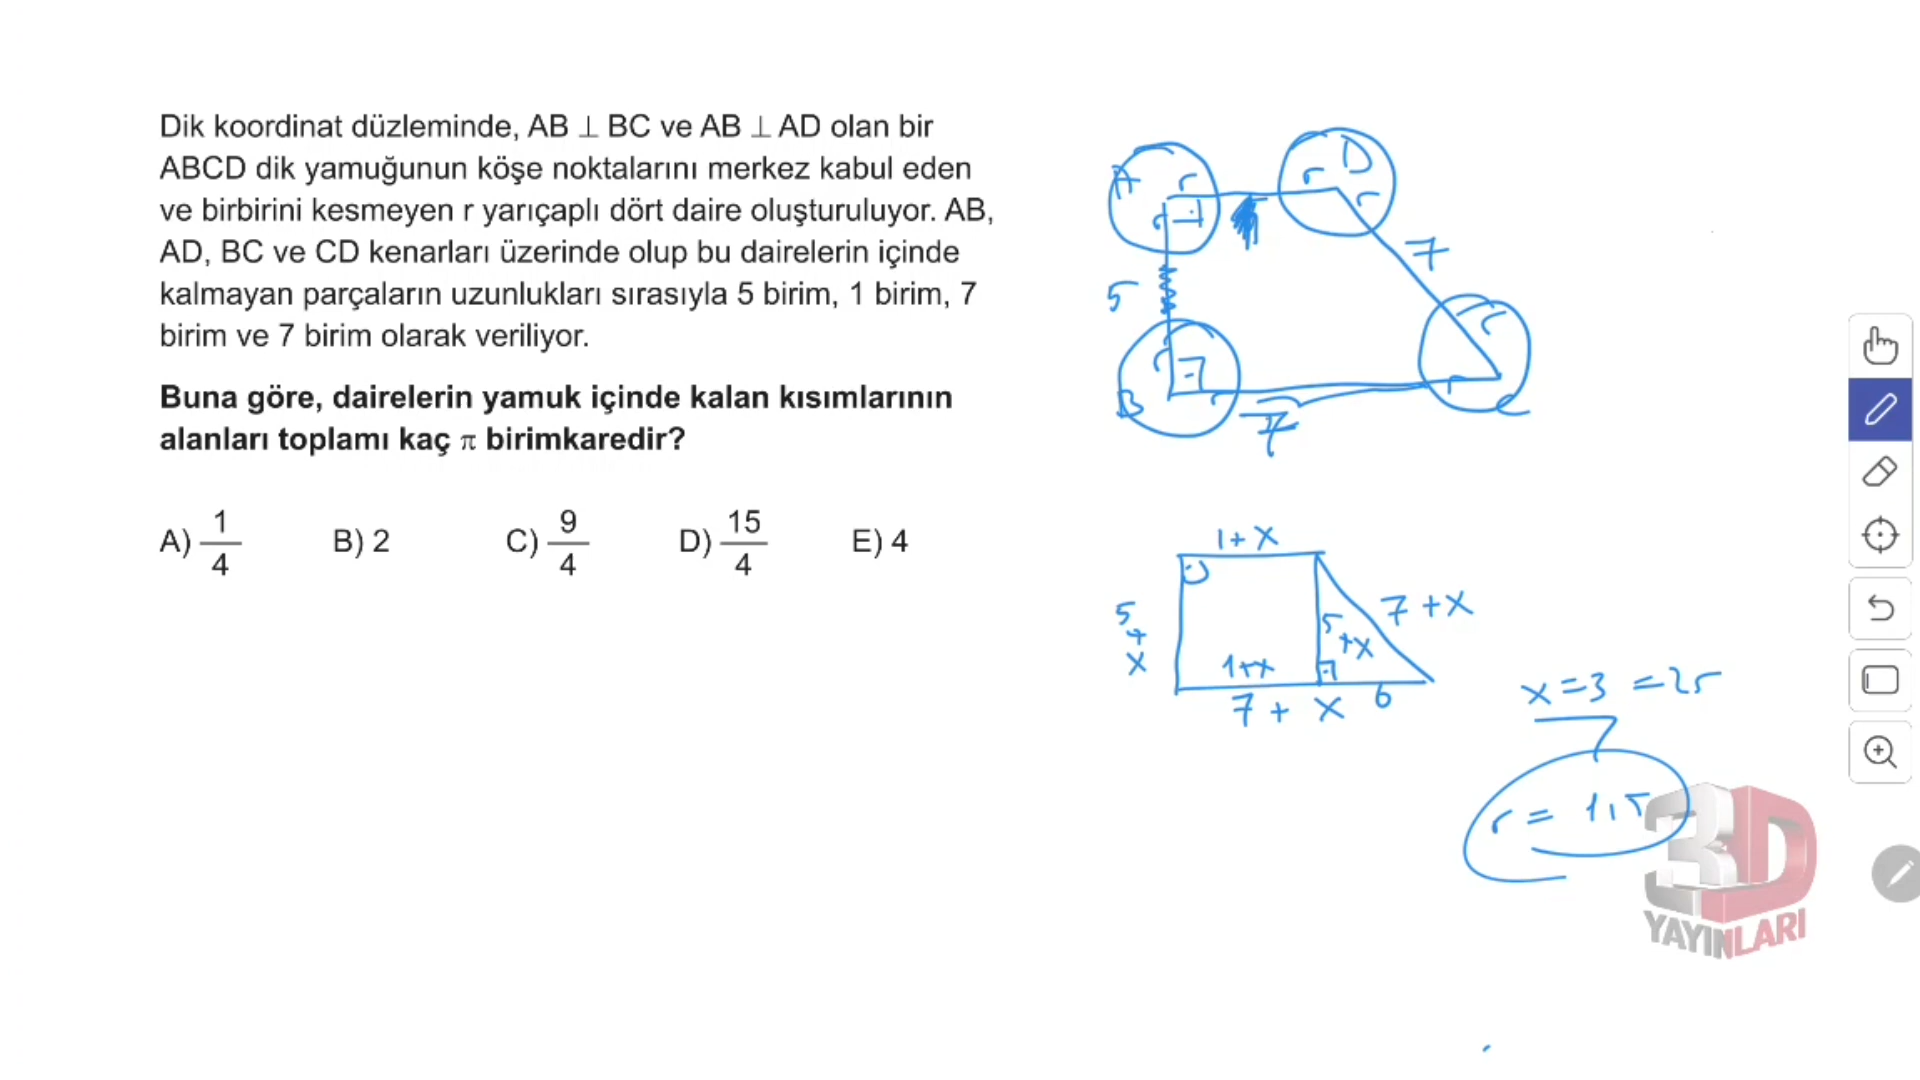 Dik koordinat düzleminde, AB ⊥ BC ve AB ⊥ AD olan bir
ABCD dik yamuğunun köşe noktalarını merkez kabul eden
ve birbirini kesmeyen r yarıçaplı dört daire oluşturuluyor. AB,
AD, BC ve CD kenarları üzerinde olup bu dairelerin içinde
kalmayan parçaların uzunlukları sırasıyla 5 birim, 1 birim, 7
birim ve 7 birim olarak veriliyor.
Buna göre, dairelerin yamuk içinde kalan kısımlarının
alanları toplamı kaç π birimkaredir?
A) 1/4 B) 2 C) 9/4 D) 15/4 E) 4
A r r
r D r
7
5
r
r
B r
7
r
r C
1 + x
5 + x
5 + x
7 + x
1+x
7 + x
6
x = 3 = 25
r = 1,5
3D
YAYINLARI